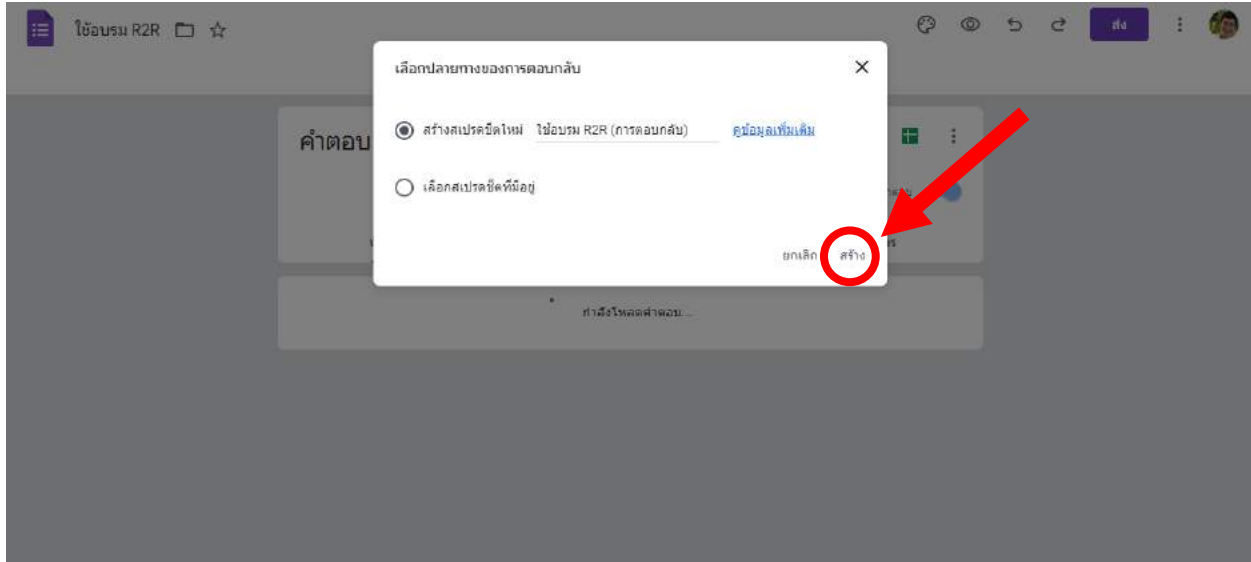 ใช้อบรม R2R
ส่ง
เลือกปลายทางของการตอบกลับ
คำตอบ
สร้างสเปรดชีตใหม่ ใช้อบรม R2R (การตอบกลับ) ดูข้อมูลเพิ่มเติม
เลือกสเปรดชีตที่มีอยู่
ยกเลิก สร้าง
กำลังโหลดคำตอบ...